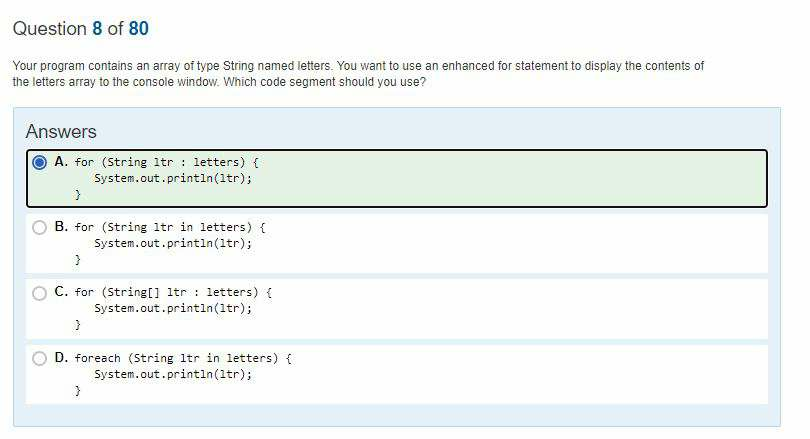 Question 8 of 80
Your program contains an array of type String named letters. You want to use an enhanced for statement to display the contents of
the letters array to the console window. Which code segment should you use?
Answers
A. for (String ltr : letters) {
System.out.println(ltr);
}
B. for (String ltr in letters) {
System.out.println(ltr);
}
C. for (String[] ltr : letters) {
System.out.println(ltr);
}
D. foreach (String ltr in letters) {
System.out.println(ltr);
}